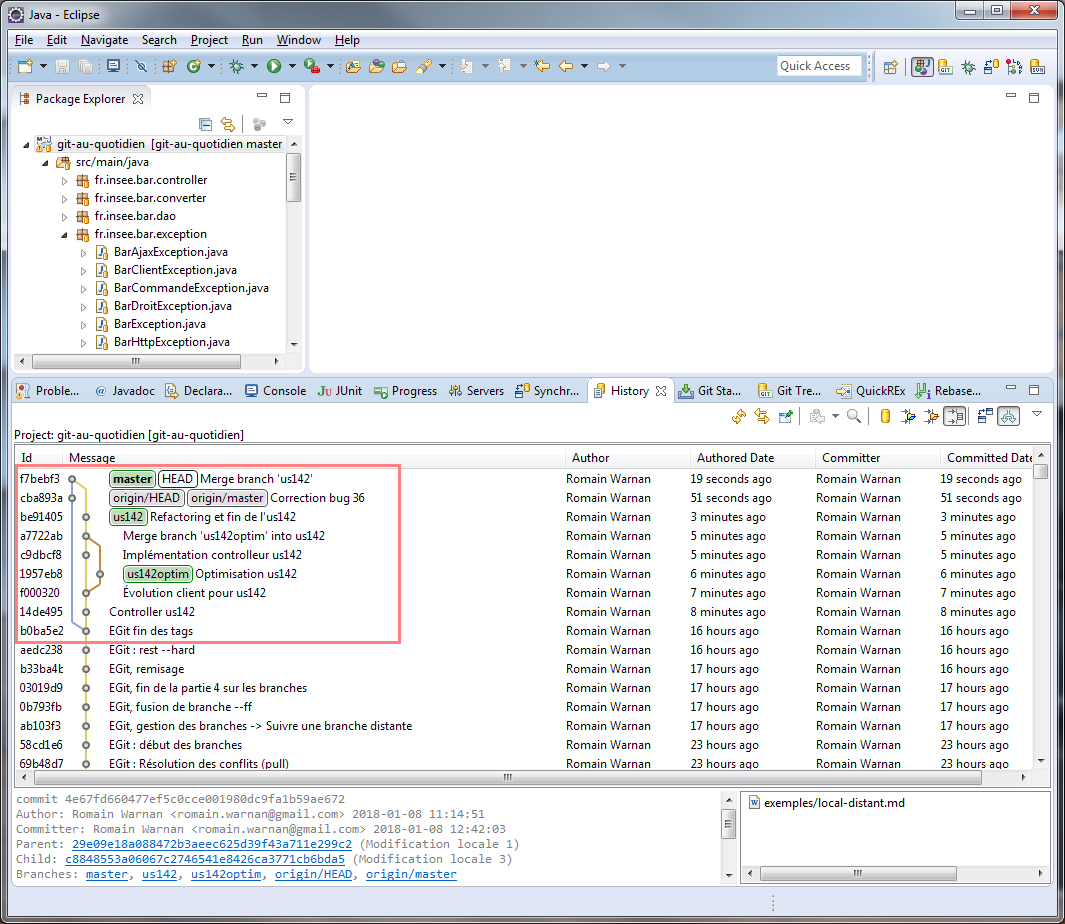 Java - Eclipse
File Edit Navigate Search Project Run Window Help
Quick Access
Package Explorer
git-au-quotidien [git-au-quotidien master
src/main/java
fr.insee.bar.controller
fr.insee.bar.converter
fr.insee.bar.dao
fr.insee.bar.exception
BarAjaxException.java
BarClientException.java
BarCommandeException.java
BarDroitException.java
BarException.java
BarHttpException.java
Proble... Javadoc Declara... Console JUnit Progress Servers Synchr... History Git Sta... Git Tre... QuickREx Rebase...
Project: git-au-quotidien [git-au-quotidien]
Id Message Author Authored Date Committer Committed Date
f7bebf3 master HEAD Merge branch 'us142' Romain Warnan 19 seconds ago Romain Warnan 19 seconds ago
cba893a origin/HEAD origin/master Correction bug 36 Romain Warnan 51 seconds ago Romain Warnan 51 seconds ago
be91405 us142 Refactoring et fin de l'us142 Romain Warnan 3 minutes ago Romain Warnan 3 minutes ago
a7722ab Merge branch 'us142optim' into us142 Romain Warnan 5 minutes ago Romain Warnan 5 minutes ago
c9dbcf8 Implémentation controlleur us142 Romain Warnan 5 minutes ago Romain Warnan 5 minutes ago
1957eb8 us142optim Optimisation us142 Romain Warnan 6 minutes ago Romain Warnan 6 minutes ago
f000320 Évolution client pour us142 Romain Warnan 7 minutes ago Romain Warnan 7 minutes ago
14de495 Controller us142 Romain Warnan 8 minutes ago Romain Warnan 8 minutes ago
b0ba5e2 EGit fin des tags Romain Warnan 16 hours ago Romain Warnan 16 hours ago
aedc238 EGit : rest --hard Romain Warnan 16 hours ago Romain Warnan 16 hours ago
b33ba4b EGit, remisage Romain Warnan 16 hours ago Romain Warnan 16 hours ago
03019d9 EGit, fin de la partie 4 sur les branches Romain Warnan 17 hours ago Romain Warnan 17 hours ago
0b793fb EGit, fusion de branche --ff Romain Warnan 17 hours ago Romain Warnan 17 hours ago
ab103f3 EGit, gestion des branches -> Suivre une branche distante Romain Warnan 17 hours ago Romain Warnan 17 hours ago
58cd1e6 EGit : début des branches Romain Warnan 23 hours ago Romain Warnan 23 hours ago
69b48d7 EGit : Résolution des conflits (pull) Romain Warnan 23 hours ago Romain Warnan 23 hours ago
commit 4e67fd660477ef5c0cce001980dc9fa1b59ae672
Author: Romain Warnan <romain.warnan@gmail.com> 2018-01-08 11:14:51
Committer: Romain Warnan <romain.warnan@gmail.com> 2018-01-08 12:42:03
Parent: 29e09e18a088472b3aeec625d39f43a711e299c2 (Modification locale 1)
Child: c8848553a06067c2746541e8426ca3771cb6bda5 (Modification locale 3)
Branches: master, us142, us142optim, origin/HEAD, origin/master
exemples/local-distant.md